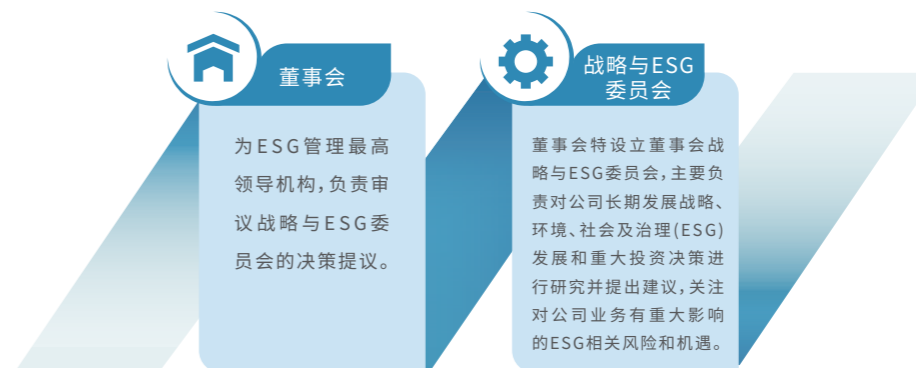 董事会
为ESG管理最高
领导机构,负责审
议战略与ESG委
员会的决策提议。
战略与ESG
委员会
董事会特设立董事会战
略与ESG委员会,主要负
责对公司长期发展战略、
环境、社会及治理(ESG)
发展和重大投资决策进
行研究并提出建议,关注
对公司业务有重大影响
的ESG相关风险和机遇。